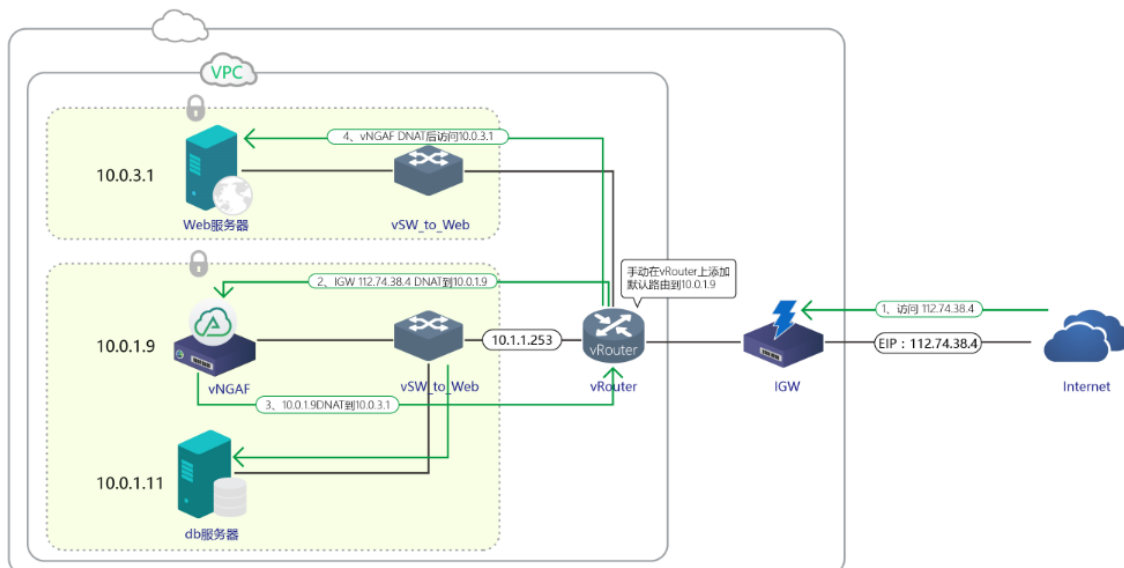 VPC
4、vNGAF DNAT后访问10.0.3.1
10.0.3.1
Web服务器
vSW_to_Web
2、IGW 112.74.38.4 DNAT到10.0.1.9
手动在vRouter上添加
默认路由到10.0.1.9
1、访问 112.74.38.4
10.0.1.9
vNGAF
vSW_to_Web
10.1.1.253
vRouter
vRouter
IGW
EIP：112.74.38.4
Internet
3、10.0.1.9DNAT到10.0.3.1
10.0.1.11
db服务器